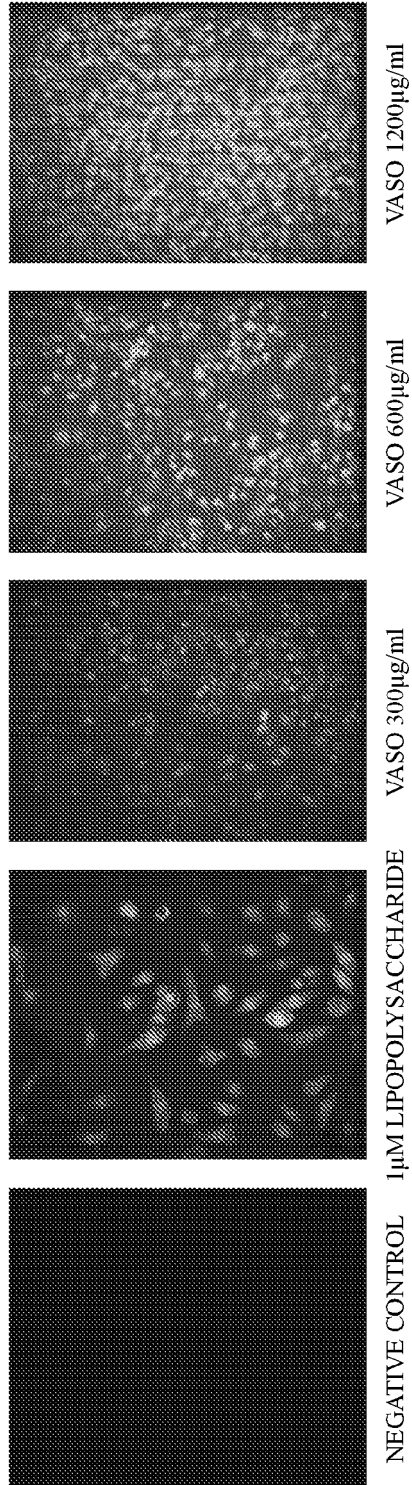 NEGATIVE CONTROL
1µM LIPOPOLYSACCHARIDE
VASO 300µg/ml
VASO 600µg/ml
VASO 1200µg/ml